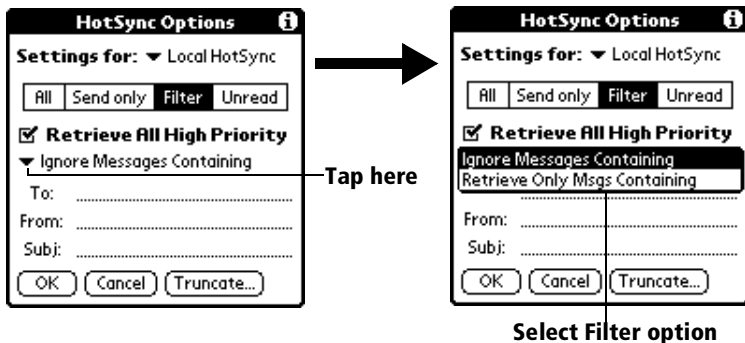 HotSync Options
Settings for: Local HotSync
All Send only Filter Unread
Retrieve All High Priority
Ignore Messages Containing
To:
From:
Subj:
OK Cancel Truncate...
Tap here
HotSync Options
Settings for: Local HotSync
All Send only Filter Unread
Retrieve All High Priority
Ignore Messages Containing
Retrieve Only Msgs Containing
From:
Subj:
OK Cancel Truncate...
Select Filter option